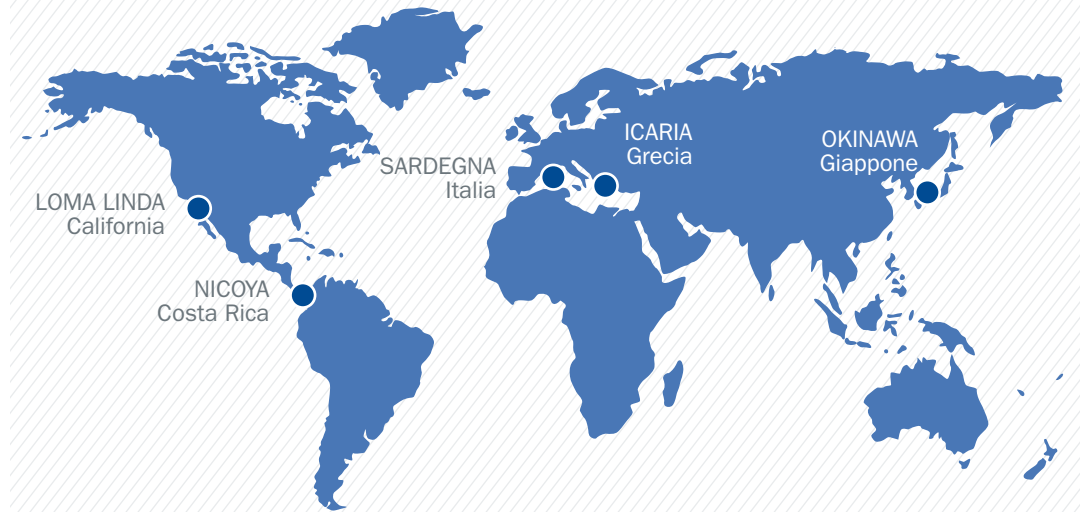 ICARIA
Grecia
OKINAWA
Giappone
SARDEGNA
Italia
LOMA LINDA
California
NICOYA
Costa Rica